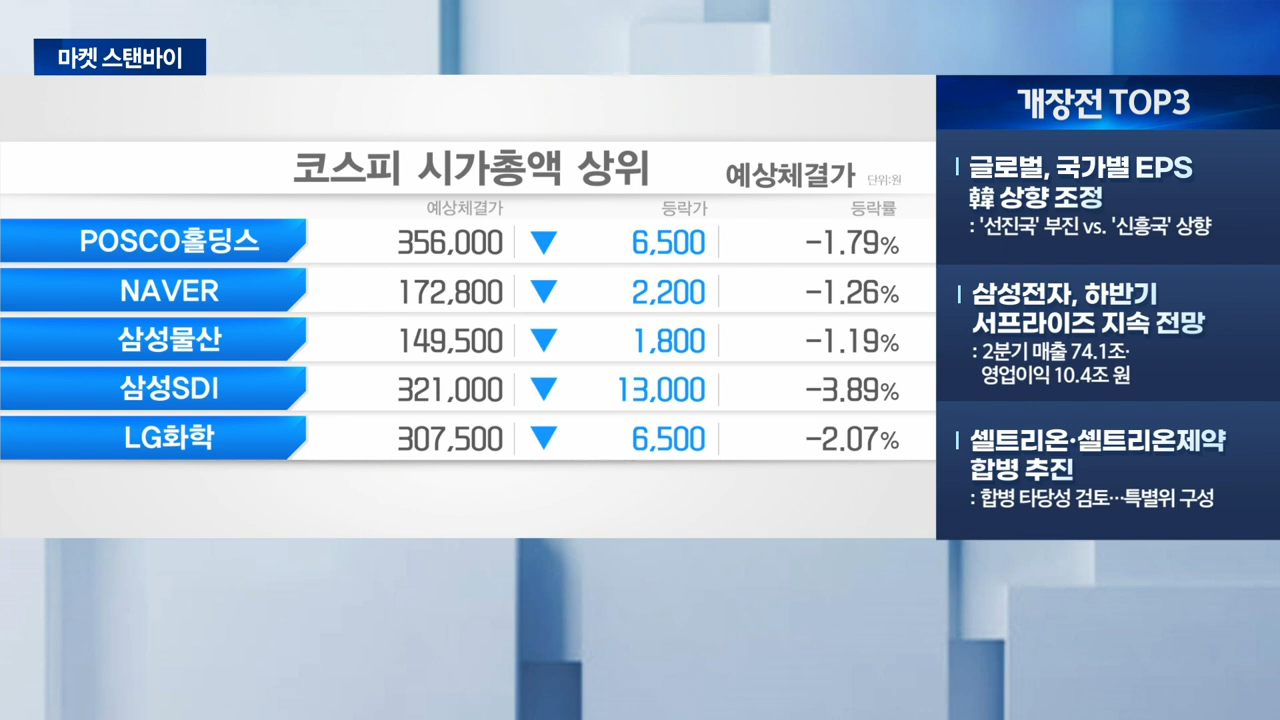 마켓 스탠바이
코스피 시가총액 상위 예상체결가 단위:원
예상체결가 등락가 등락률
POSCO홀딩스 356,000 ▼ 6,500 -1.79%
NAVER 172,800 ▼ 2,200 -1.26%
삼성물산 149,500 ▼ 1,800 -1.19%
삼성SDI 321,000 ▼ 13,000 -3.89%
LG화학 307,500 ▼ 6,500 -2.07%
개장전 TOP3
글로벌, 국가별 EPS
韓 상향 조정
: '선진국' 부진 vs. '신흥국' 상향
삼성전자, 하반기
서프라이즈 지속 전망
: 2분기 매출 74.1조·
영업이익 10.4조 원
셀트리온·셀트리온제약
합병 추진
: 합병 타당성 검토…특별위 구성